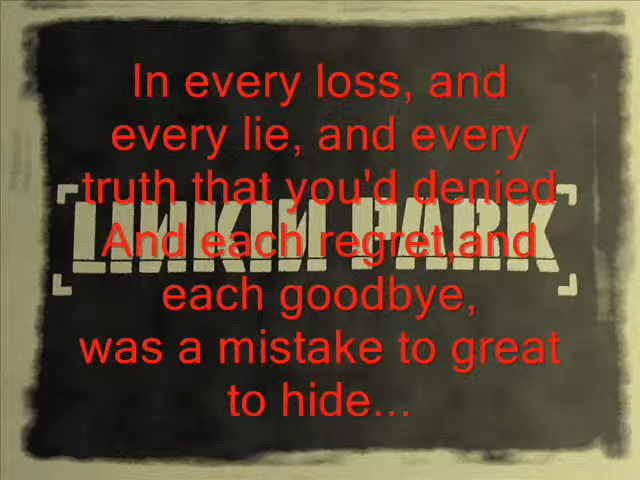 In every loss, and
every lie, and every
truth that you'd denied
LINKIN PARK
And each regret,and
each goodbye,
was a mistake to great
to hide...